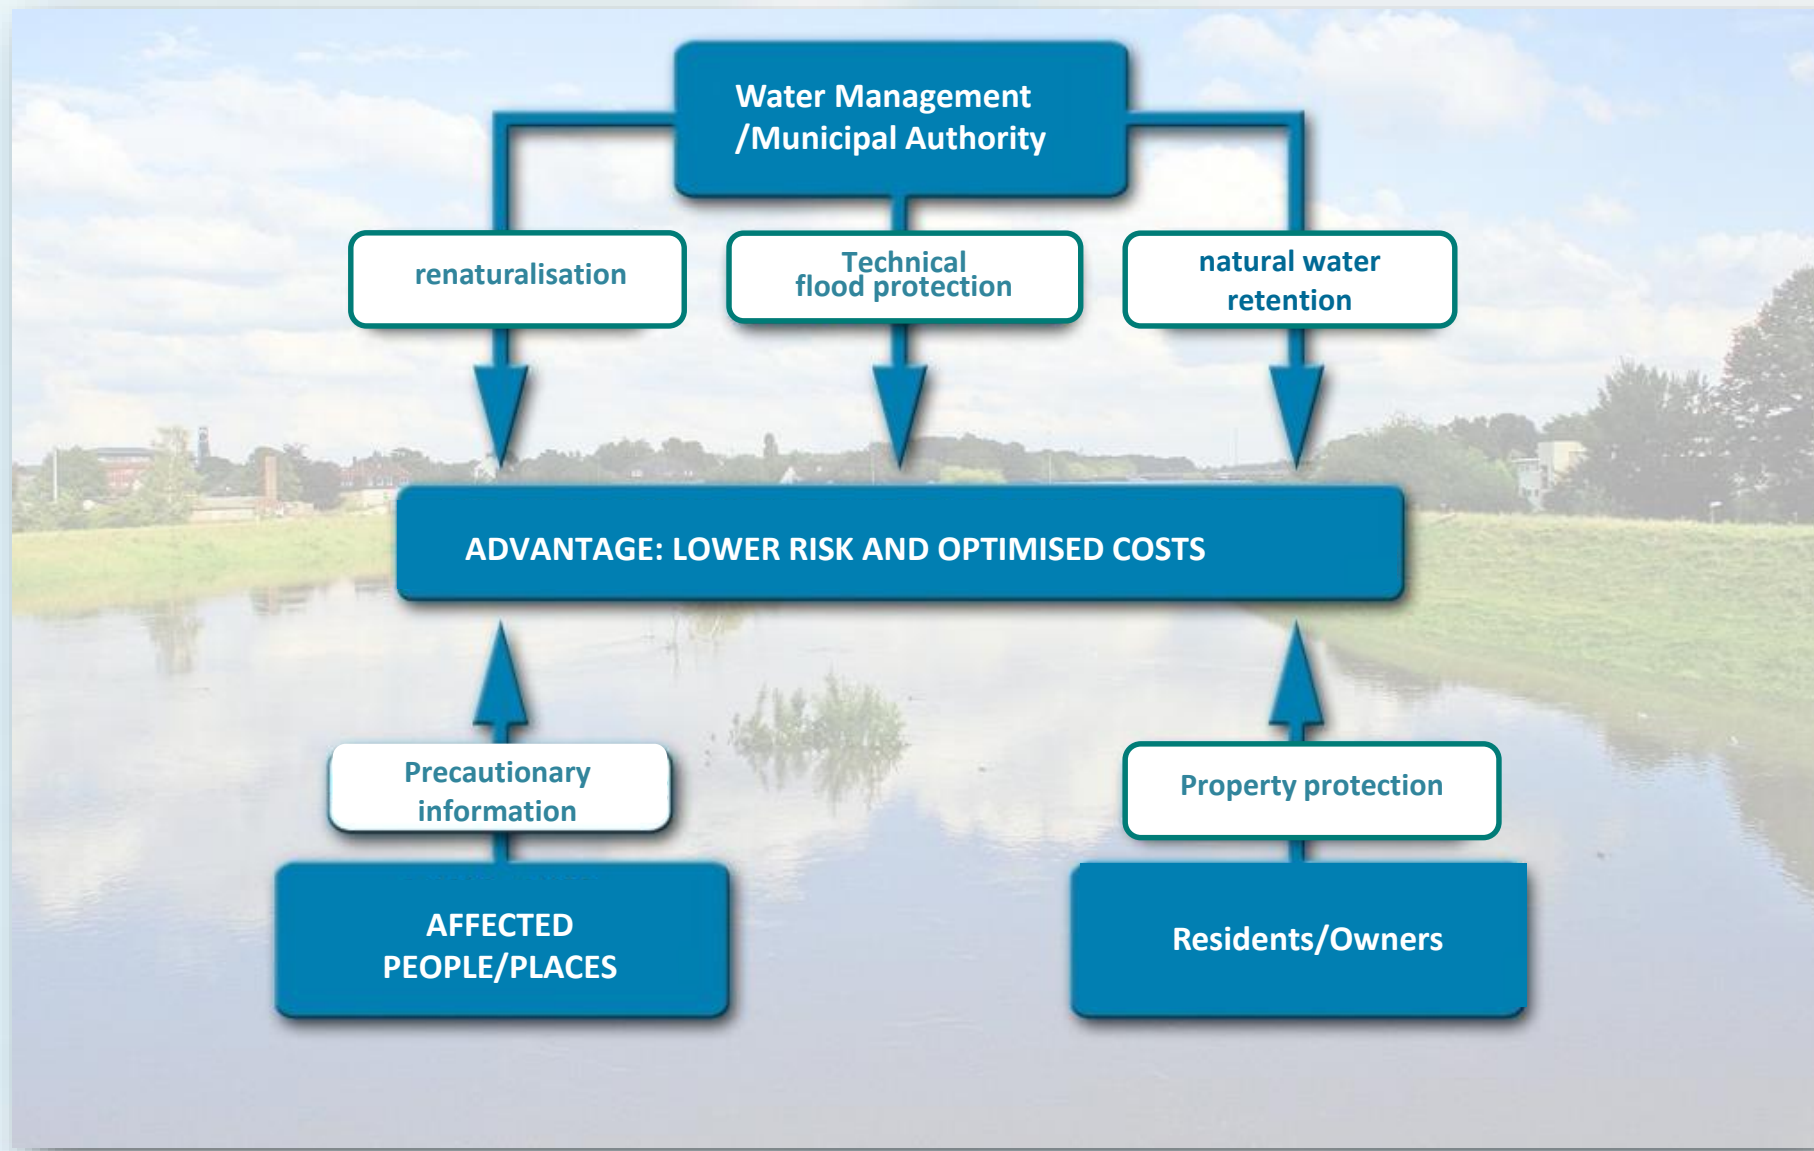 Water Management
/Municipal Authority
renaturalisation
Technical
flood protection
natural water
retention
ADVANTAGE: LOWER RISK AND OPTIMISED COSTS
Precautionary
information
Property protection
AFFECTED
PEOPLE/PLACES
Residents/Owners